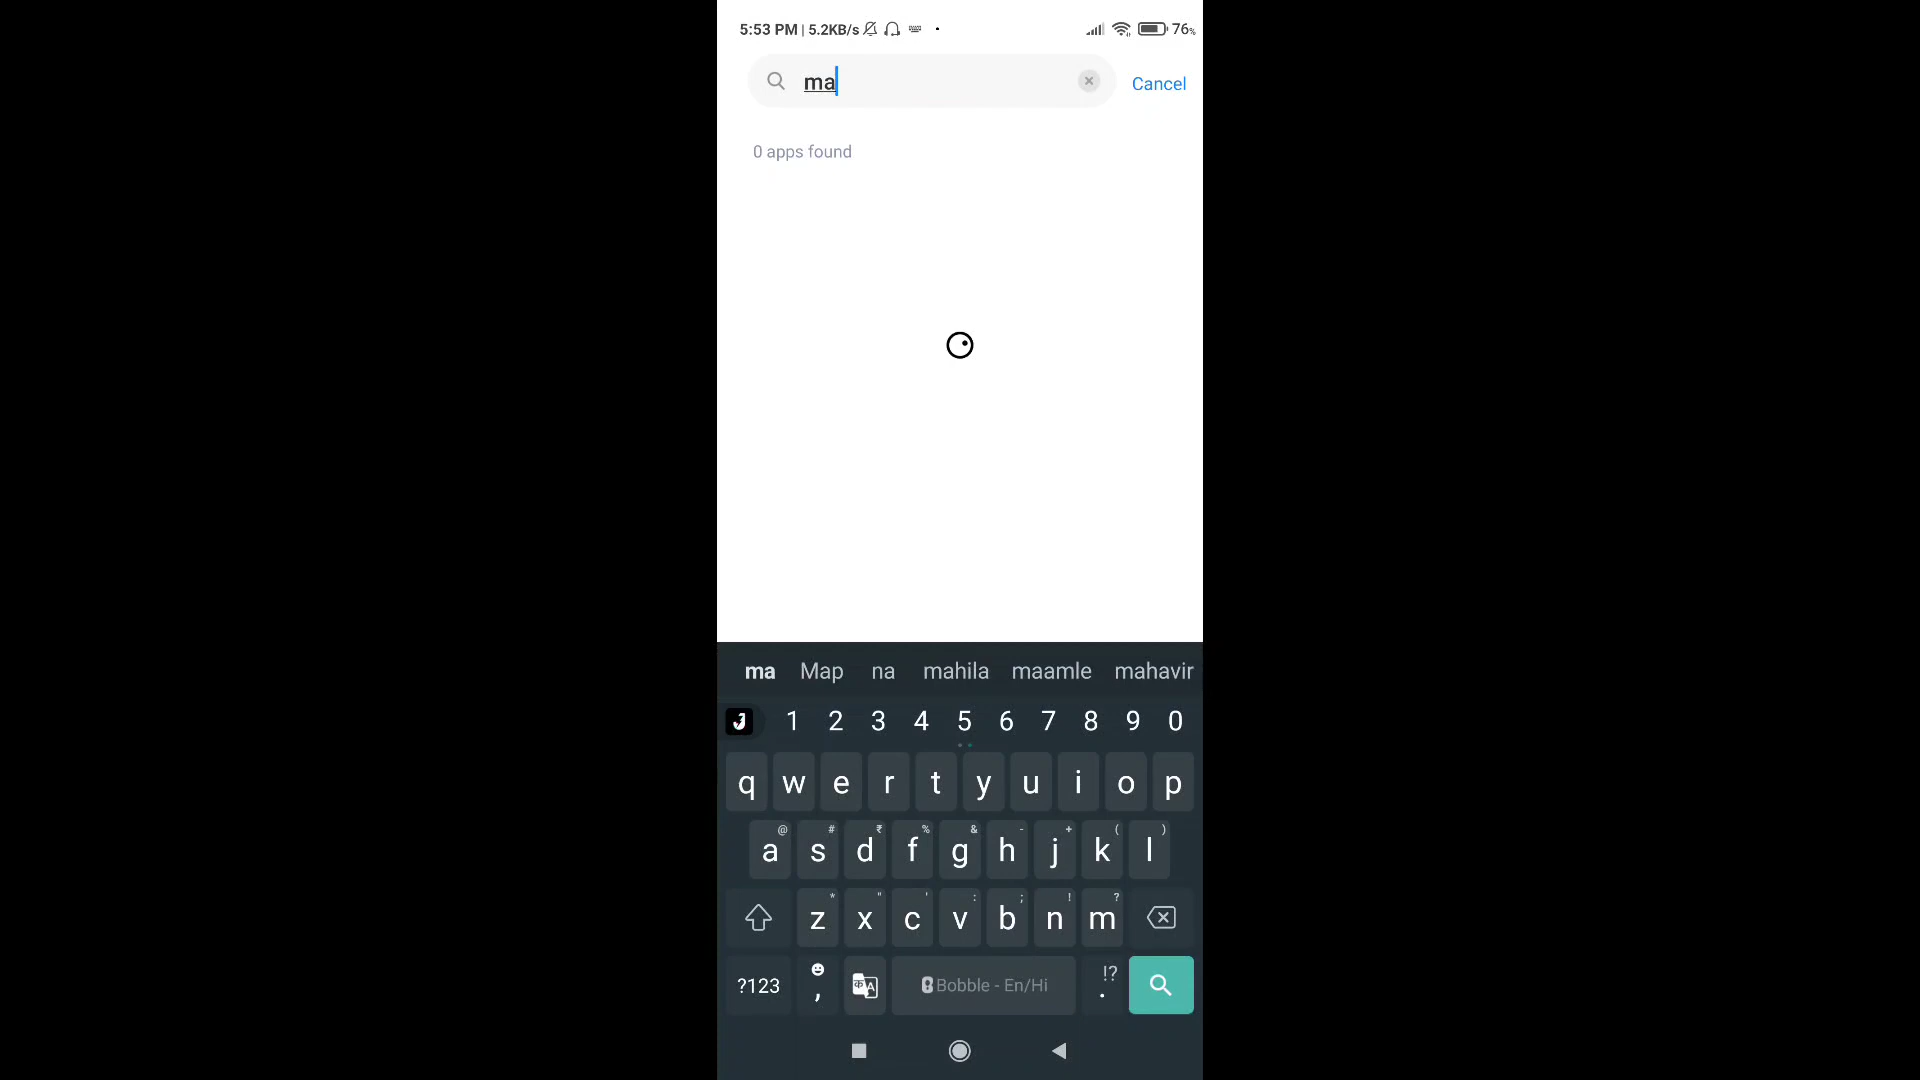 5:53 PM | 5.2KB/s 76%
ma Cancel
0 apps found
ma Map na mahila maamle mahavir
1 2 3 4 5 6 7 8 9 0
q w e r t y u i o p
@ # ₹ % & - + ( )
a s d f g h j k l
* " ' : ; ! ?
z x c v b n m
?123 , क A Bobble - En/Hi !? .